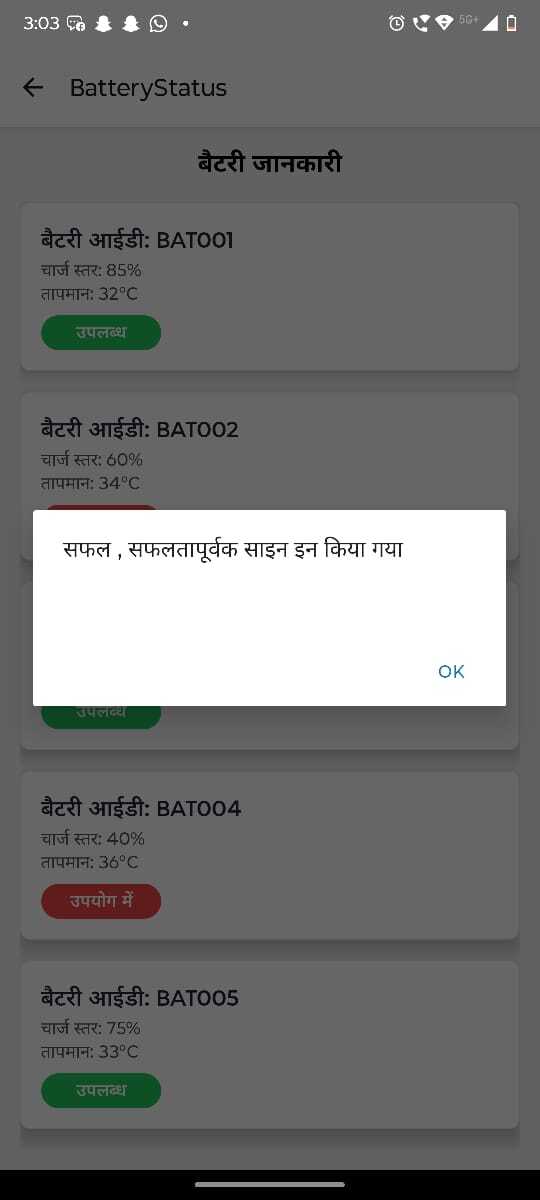 3:03
5G+
BatteryStatus
बैटरी जानकारी
बैटरी आईडी: BAT001
चार्ज स्तर: 85%
तापमान: 32°C
उपलब्ध
बैटरी आईडी: BAT002
चार्ज स्तर: 60%
तापमान: 34°C
सफल , सफलतापूर्वक साइन इन किया गया
OK
उपलब्ध
बैटरी आईडी: BAT004
चार्ज स्तर: 40%
तापमान: 36°C
उपयोग में
बैटरी आईडी: BAT005
चार्ज स्तर: 75%
तापमान: 33°C
उपलब्ध